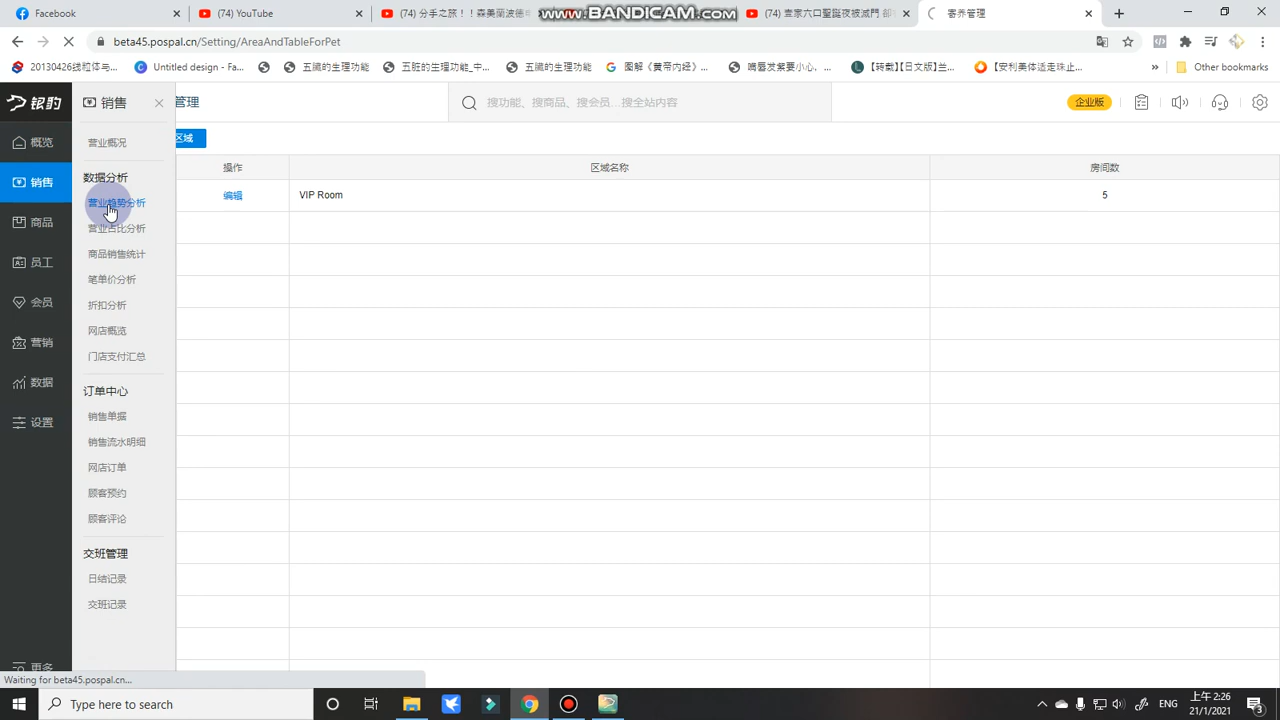 Facebook
(74) YouTube
(74) 分手之旅！！森美蘭波德申
www.BANDICAM.com
(74) 壹家六口聖誕夜被滅門 卻
寄养管理
beta45.pospal.cn/Setting/AreaAndTableForPet
20130426线粒体与...
Untitled design - Fa...
五臟的生理功能
五脏的生理功能_中...
五臟的生理功能
图解《黄帝内经》...
嘴唇发紫要小心，...
【转载】【日文版】兰...
【安利美体适走珠止...
»
Other bookmarks
银豹
销售
管理
搜功能、搜商品、搜会员...搜全站内容
企业版
概览
销售
商品
员工
会员
营销
数据
设置
更多
营业概况
数据分析
营业趋势分析
营业占比分析
商品销售统计
笔单价分析
折扣分析
网店概览
门店支付汇总
订单中心
销售单据
销售流水明细
网店订单
顾客预约
顾客评论
交班管理
日结记录
交班记录
区域
操作
区域名称
房间数
编辑
VIP Room
5
Waiting for beta45.pospal.cn...
Type here to search
ENG
上午 2:26
21/1/2021
3